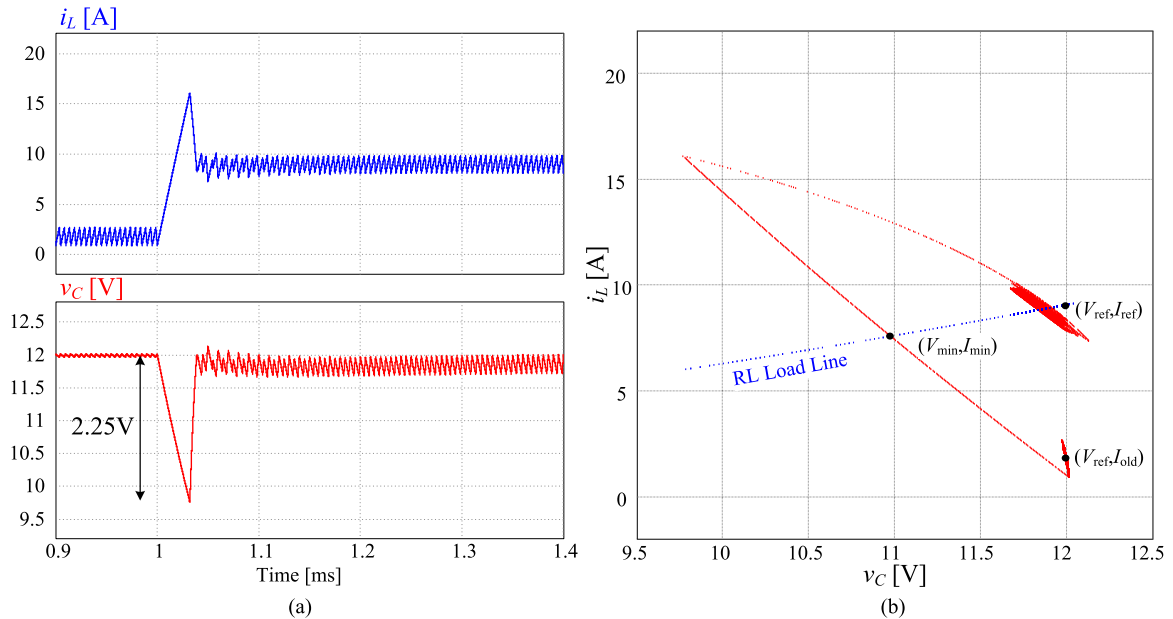 i_L [A]
20
15
10
5
0
v_C [V]
12.5
12
11.5
11
10.5
10
9.5
2.25V
0.9
1
1.1
1.2
1.3
1.4
Time [ms]
(a)
i_L [A]
20
15
10
5
0
(V_ref,I_ref)
(V_min,I_min)
RL Load Line
(V_ref,I_old)
9.5
10
10.5
11
11.5
12
12.5
v_C [V]
(b)